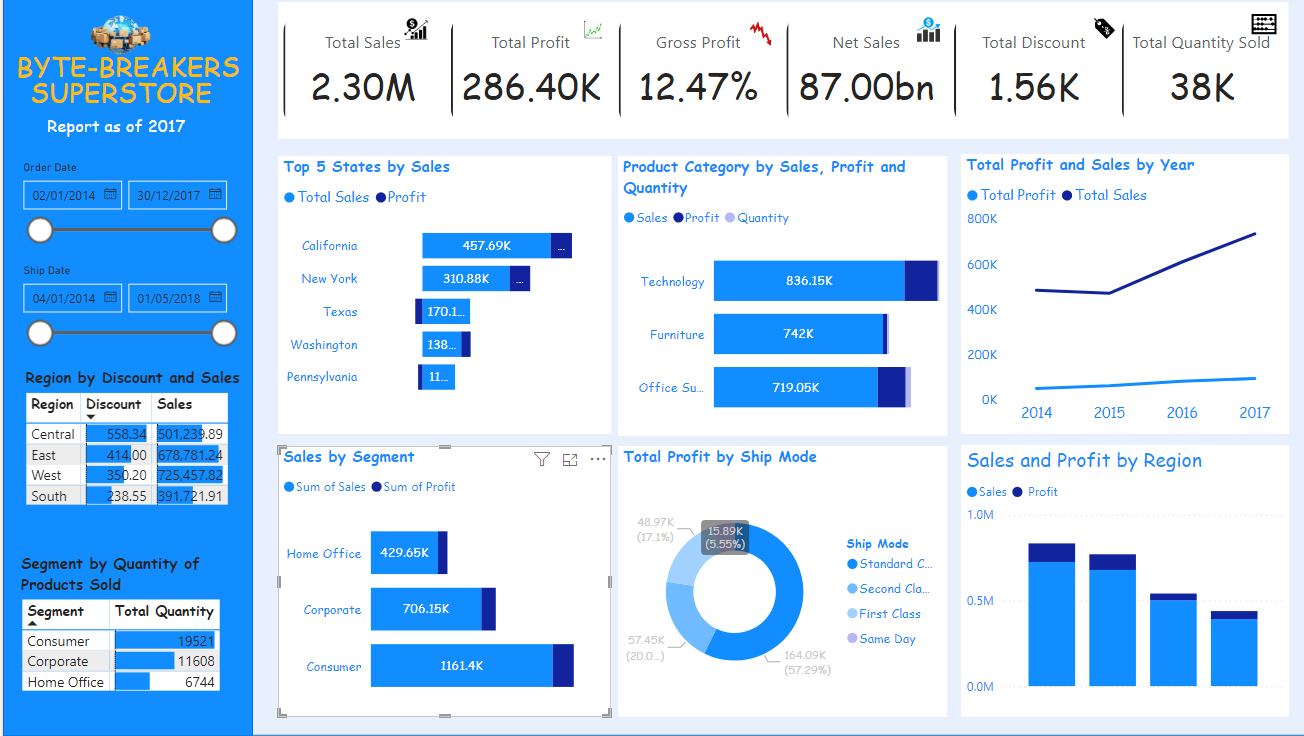 BYTE-BREAKERS
SUPERSTORE
Report as of 2017
Order Date
02/01/2014 30/12/2017
Ship Date
04/01/2014 01/05/2018
Region by Discount and Sales
Region Discount Sales
Central 558.34 501,239.89
East 414.00 678,781.24
West 350.20 725,457.82
South 238.55 391,721.91
Segment by Quantity of
Products Sold
Segment Total Quantity
Consumer 19521
Corporate 11608
Home Office 6744
Total Sales
2.30M
Total Profit
286.40K
Gross Profit
12.47%
Net Sales
87.00bn
Total Discount
1.56K
Total Quantity Sold
38K
Top 5 States by Sales
Total Sales Profit
California 457.69K ...
New York 310.88K ...
Texas 170.1...
Washington 138...
Pennsylvania 11...
Product Category by Sales, Profit and
Quantity
Sales Profit Quantity
Technology 836.15K
Furniture 742K
Office Su... 719.05K
Total Profit and Sales by Year
Total Profit Total Sales
800K
600K
400K
200K
0K
2014 2015 2016 2017
Sales by Segment
Sum of Sales Sum of Profit
Home Office 429.65K
Corporate 706.15K
Consumer 1161.4K
Total Profit by Ship Mode
48.97K
(17.1%)
15.89K
(5.55%)
57.45K
(20.0...)
164.09K
(57.29%)
Ship Mode
Standard C...
Second Cla...
First Class
Same Day
Sales and Profit by Region
Sales Profit
1.0M
0.5M
0.0M